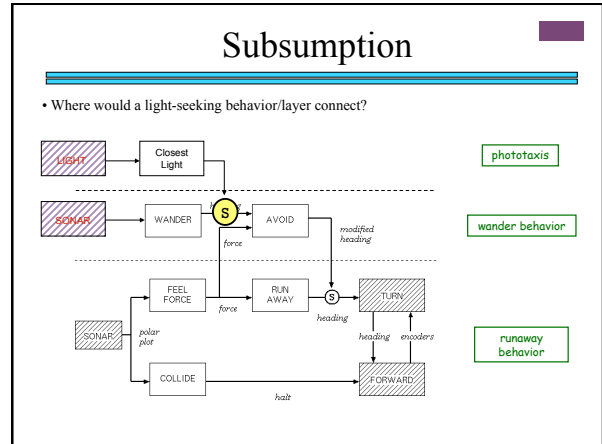 Subsumption
• Where would a light-seeking behavior/layer connect?
LIGHT
Closest
Light
phototaxis
SONAR
WANDER
S
AVOID
modified
heading
wander behavior
force
FEEL
FORCE
force
RUN
AWAY
S
heading
TURN
SONAR
polar
plot
heading
encoders
runaway
behavior
COLLIDE
halt
FORWARD